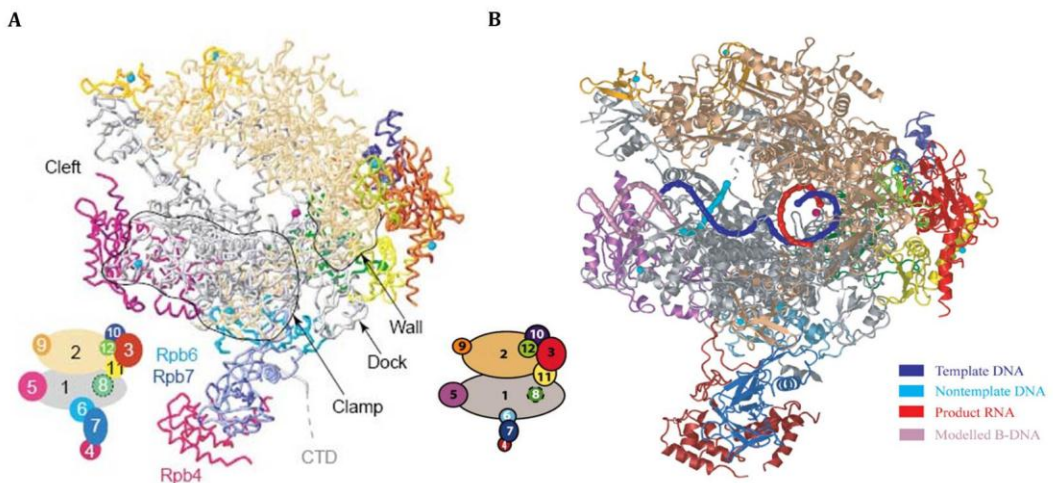 A
B
Cleft
Wall
Dock
Clamp
CTD
Rpb6
Rpb7
Rpb4
9
2
10
12
3
11
5
1
8
6
7
4
9
2
10
12
3
11
5
1
8
6
7
4
Template DNA
Nontemplate DNA
Product RNA
Modelled B-DNA